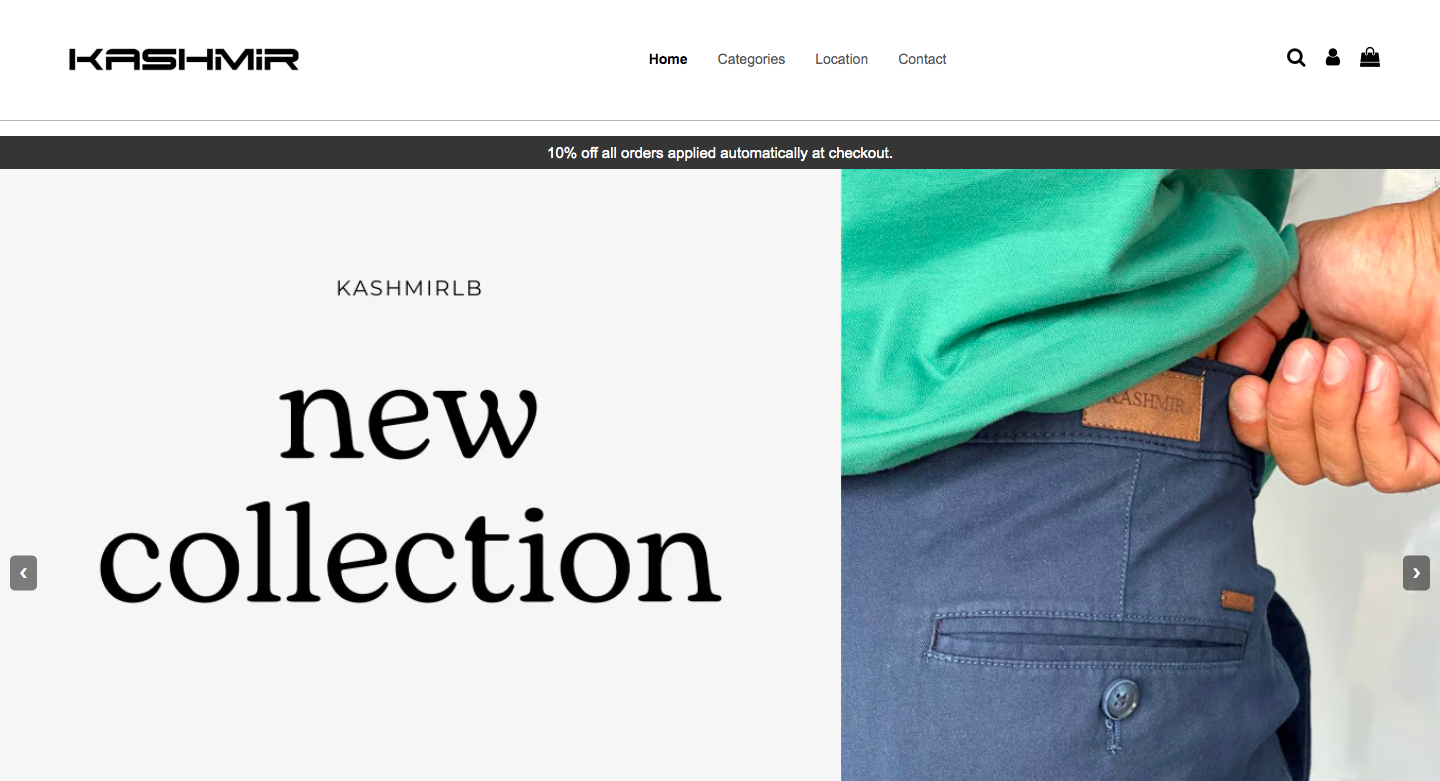 KASHMIR
Home Categories Location Contact
10% off all orders applied automatically at checkout.
KASHMIRLB
new
collection
KASHMIR